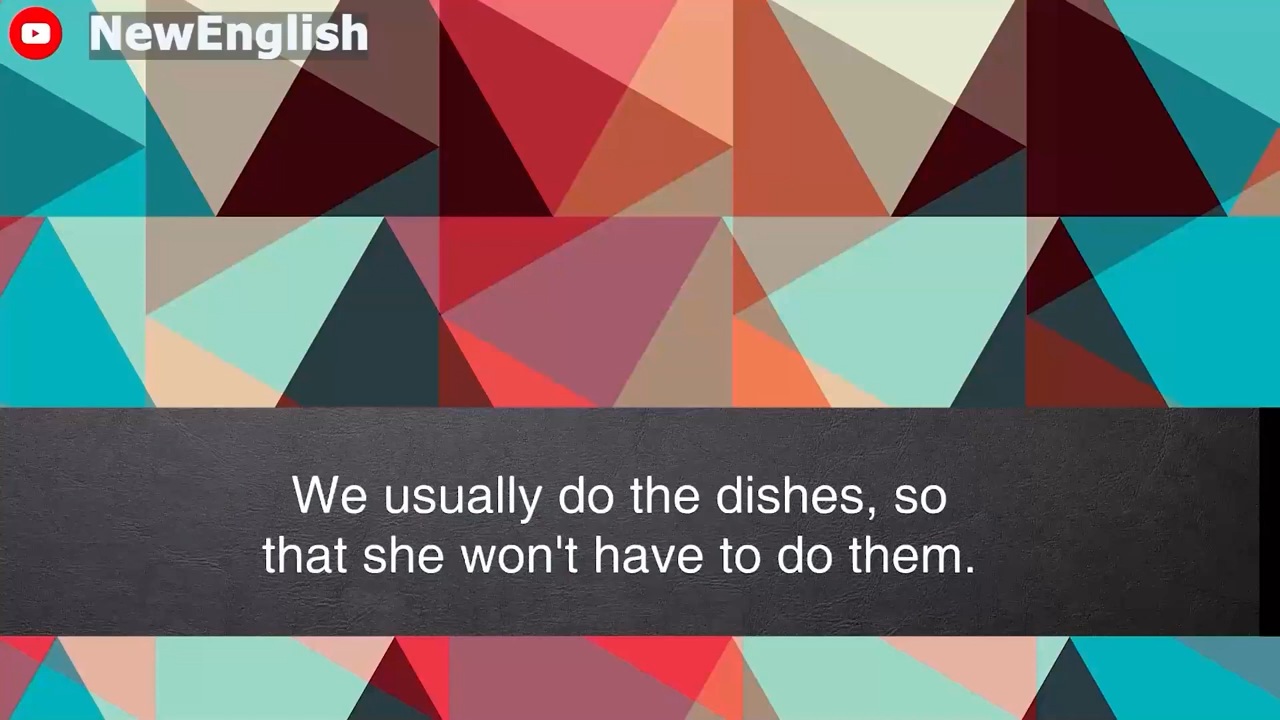 NewEnglish
We usually do the dishes, so
that she won't have to do them.